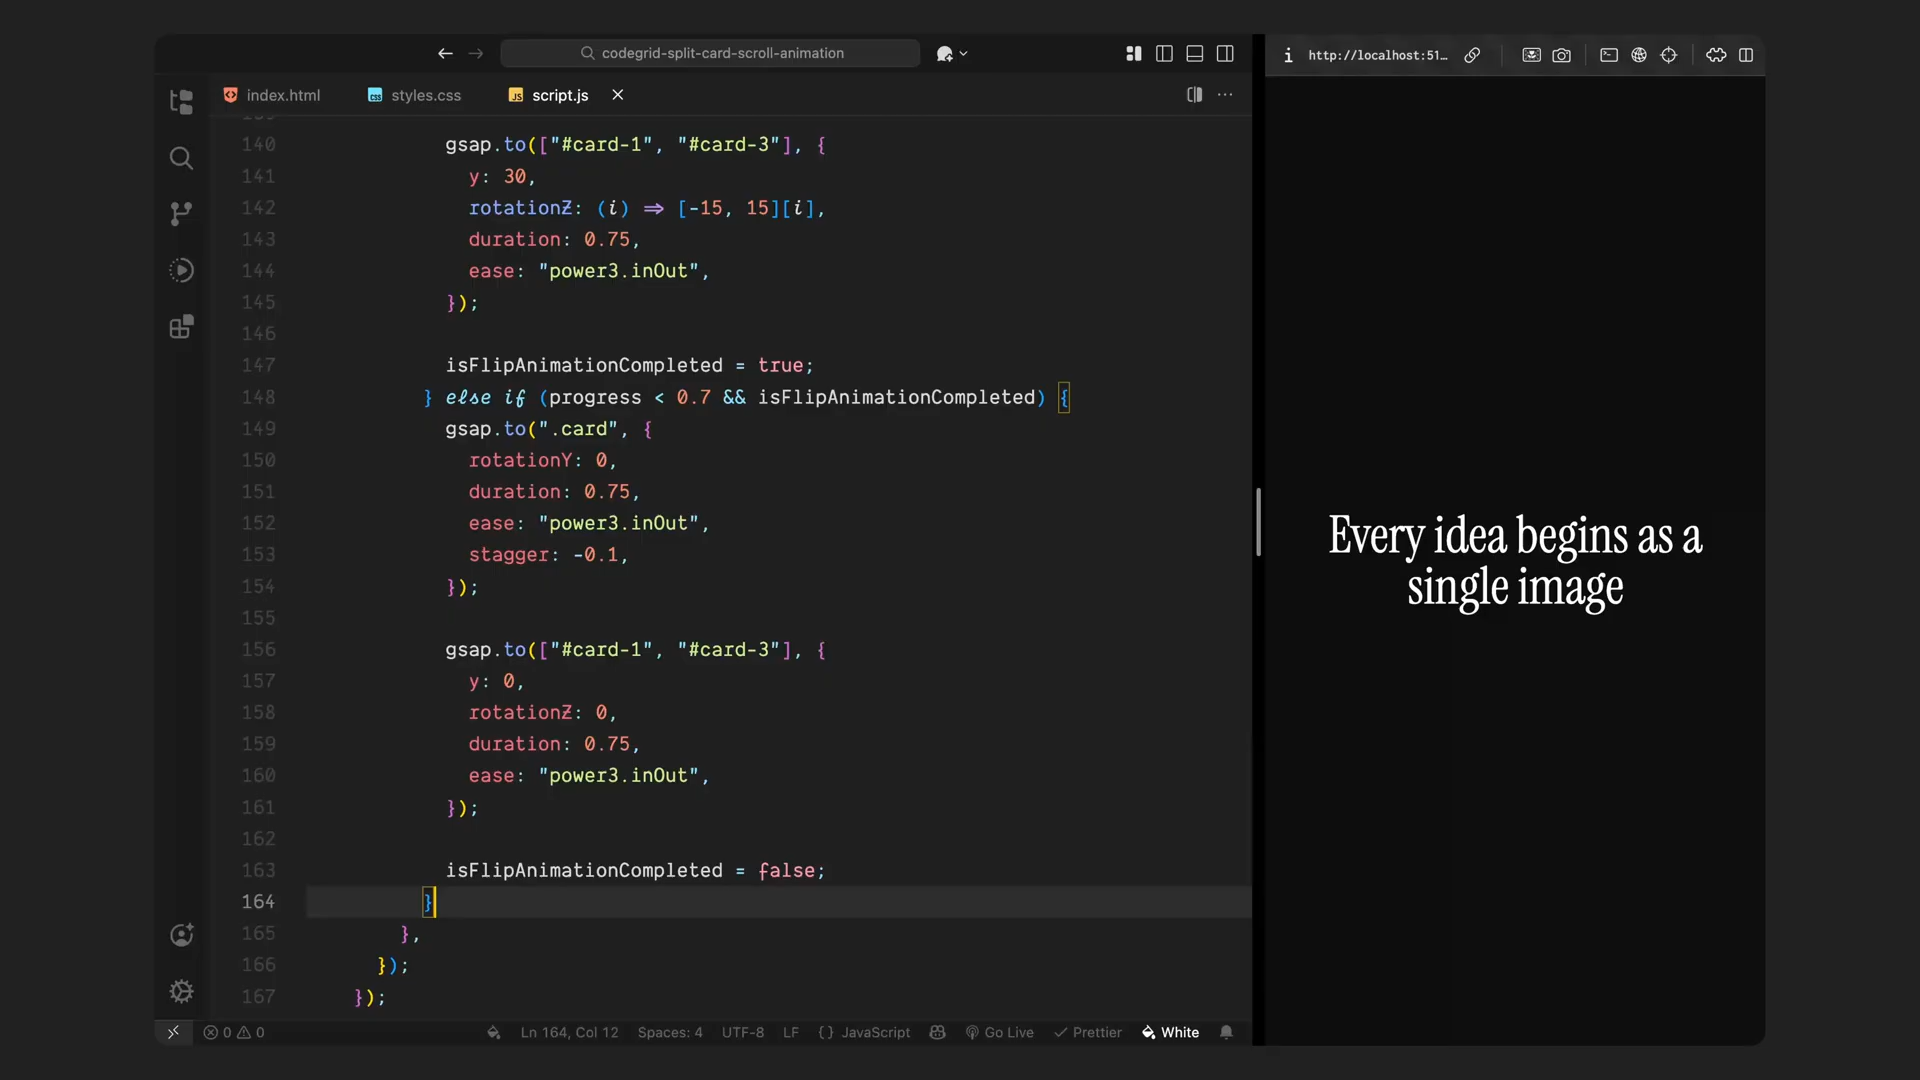 codegrid-split-card-scroll-animation
http://localhost:51...
index.html
styles.css
script.js
140 gsap.to(["#card-1", "#card-3"], {
141 y: 30,
142 rotationZ: (i) => [-15, 15][i],
143 duration: 0.75,
144 ease: "power3.inOut",
145 });
146
147 isFlipAnimationCompleted = true;
148 } else if (progress < 0.7 && isFlipAnimationCompleted) {
149 gsap.to(".card", {
150 rotationY: 0,
151 duration: 0.75,
152 ease: "power3.inOut",
153 stagger: -0.1,
154 });
155
156 gsap.to(["#card-1", "#card-3"], {
157 y: 0,
158 rotationZ: 0,
159 duration: 0.75,
160 ease: "power3.inOut",
161 });
162
163 isFlipAnimationCompleted = false;
164 }
165 },
166 });
167 });
Every idea begins as a
single image
0 0 Ln 164, Col 12 Spaces: 4 UTF-8 LF {} JavaScript Go Live Prettier White